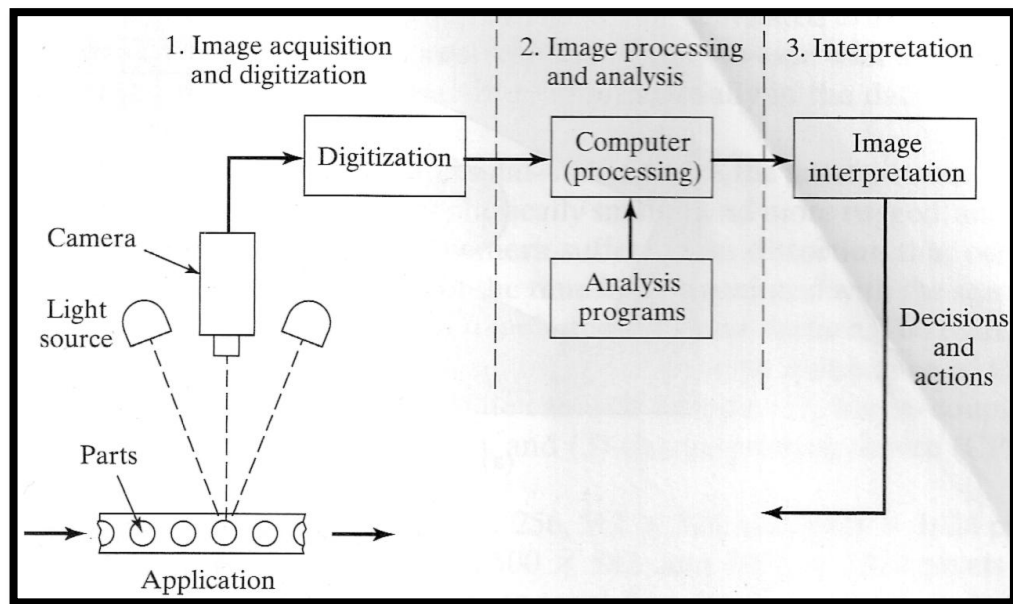 1. Image acquisition
and digitization
2. Image processing
and analysis
3. Interpretation
Digitization
Computer
(processing)
Image
interpretation
Camera
Light
source
Analysis
programs
Decisions
and
actions
Parts
Application